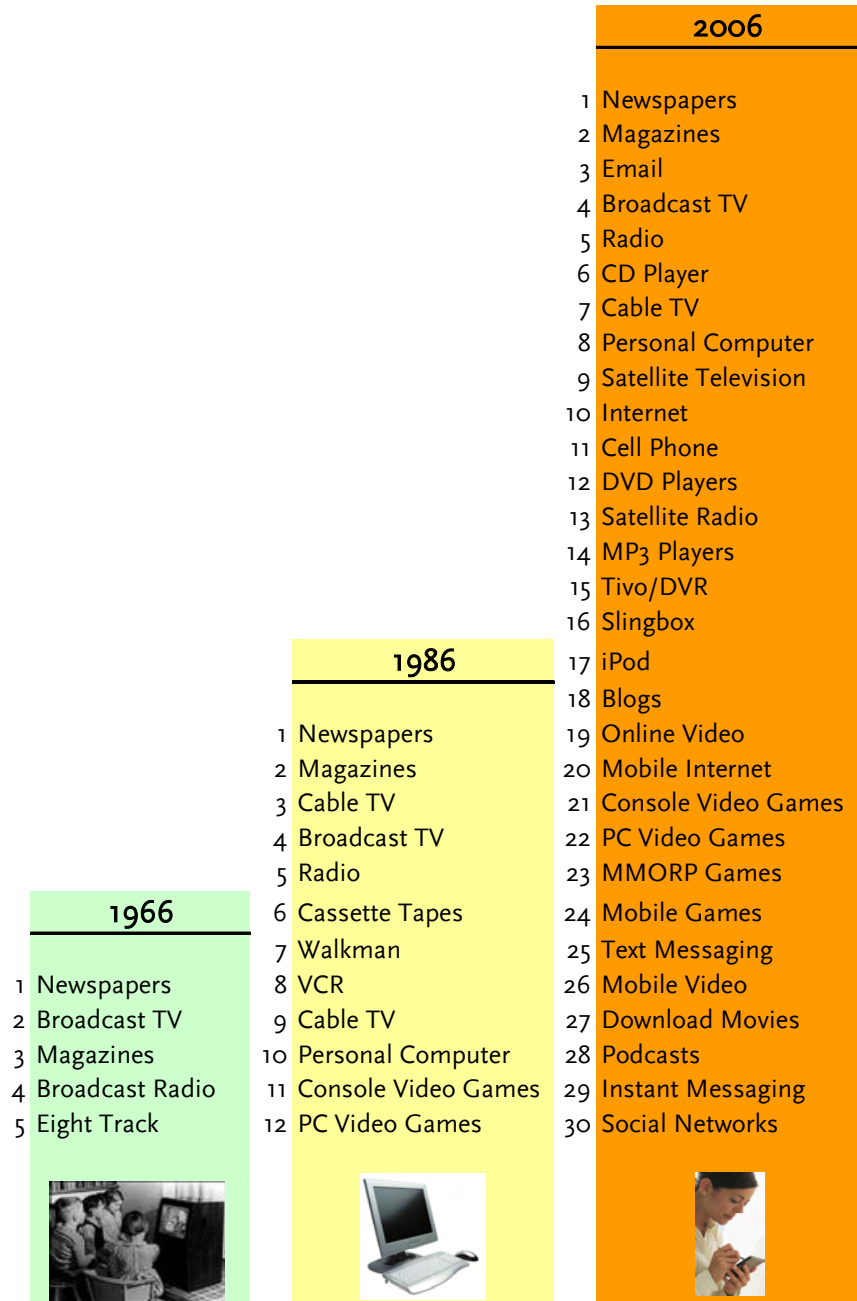 2006
1 Newspapers
2 Magazines
3 Email
4 Broadcast TV
5 Radio
6 CD Player
7 Cable TV
8 Personal Computer
9 Satellite Television
10 Internet
11 Cell Phone
12 DVD Players
13 Satellite Radio
14 MP3 Players
15 Tivo/DVR
16 Slingbox
17 iPod
18 Blogs
19 Online Video
20 Mobile Internet
21 Console Video Games
22 PC Video Games
23 MMORP Games
24 Mobile Games
25 Text Messaging
26 Mobile Video
27 Download Movies
28 Podcasts
29 Instant Messaging
30 Social Networks
1986
1 Newspapers
2 Magazines
3 Cable TV
4 Broadcast TV
5 Radio
6 Cassette Tapes
7 Walkman
8 VCR
9 Cable TV
10 Personal Computer
11 Console Video Games
12 PC Video Games
1966
1 Newspapers
2 Broadcast TV
3 Magazines
4 Broadcast Radio
5 Eight Track